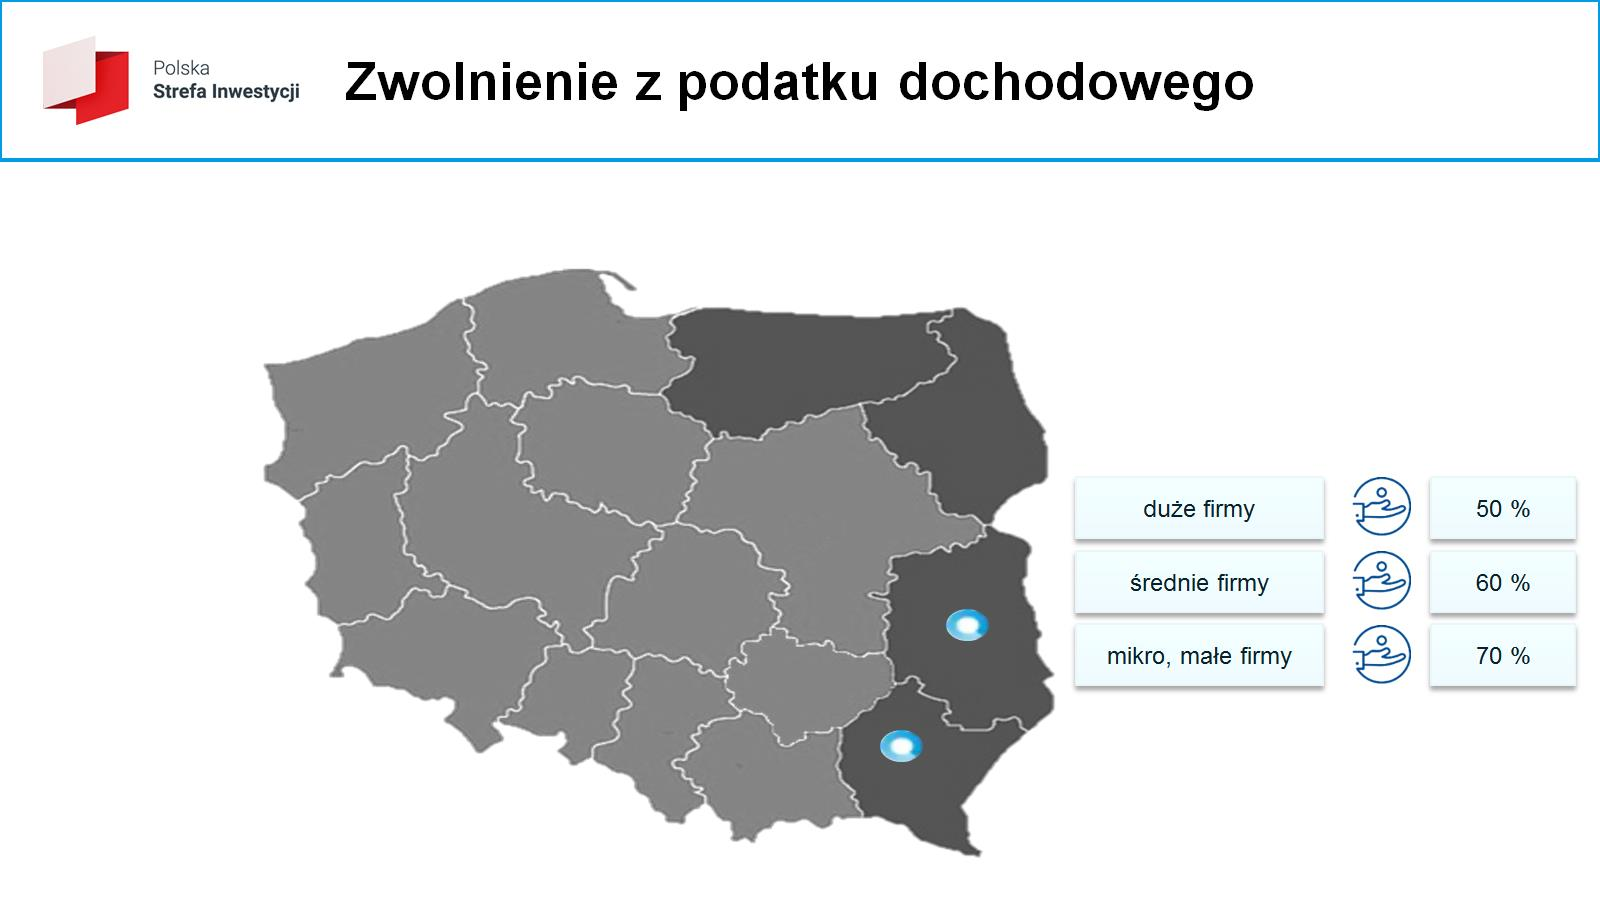 Polska
Strefa Inwestycji
Zwolnienie z podatku dochodowego
duże firmy
50 %
średnie firmy
60 %
mikro, małe firmy
70 %